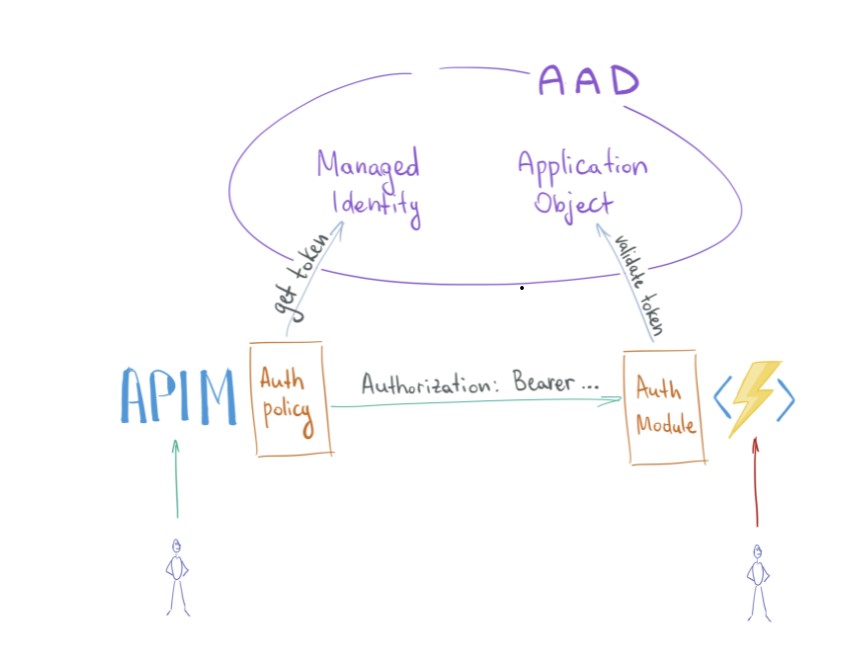 AAD
Managed
Identity
Application
Object
get token
validate token
APIM
Auth
policy
Authorization: Bearer ...
Auth
Module